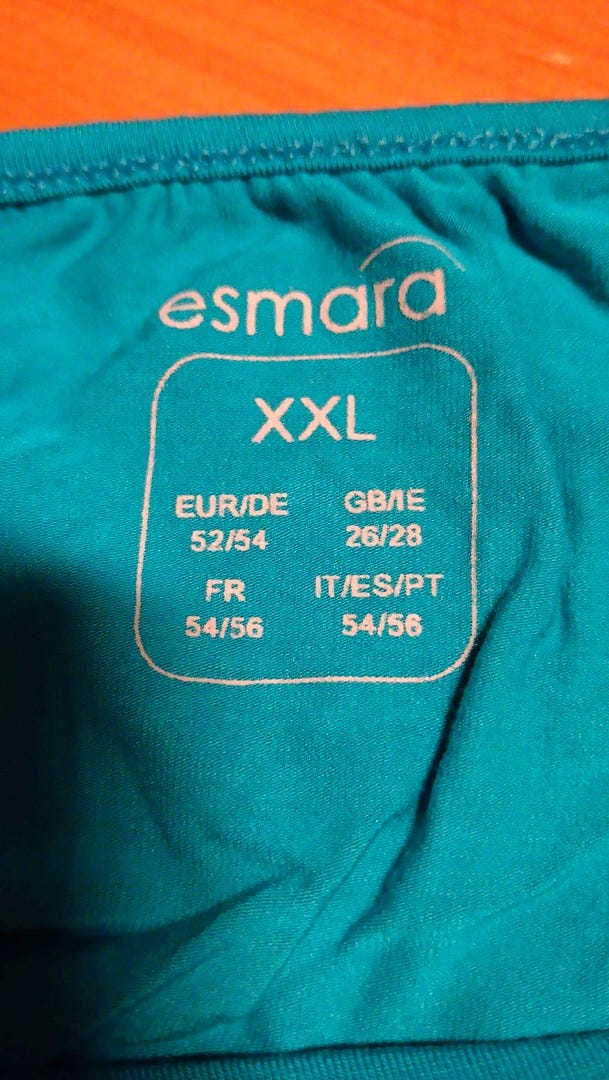 esmara
XXL
EUR/DE GB/IE
52/54 26/28
FR IT/ES/PT
54/56 54/56